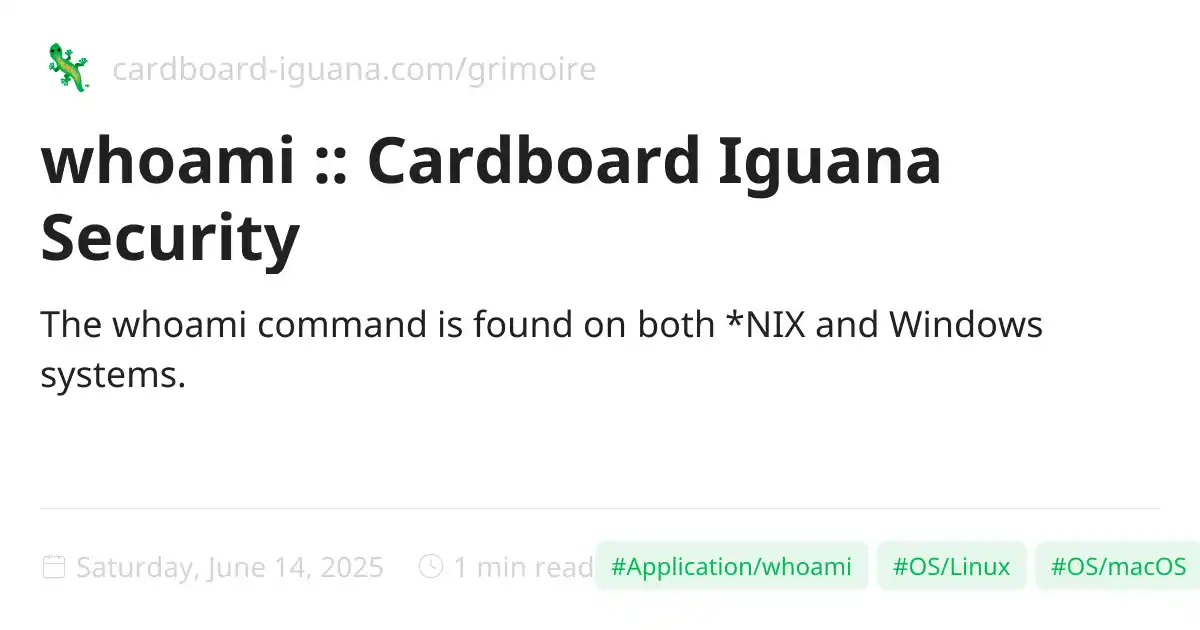 cardboard-iguana.com/grimoire
whoami :: Cardboard Iguana
Security
The whoami command is found on both *NIX and Windows
systems.
Saturday, June 14, 2025 1 min read #Application/whoami #OS/Linux #OS/macOS